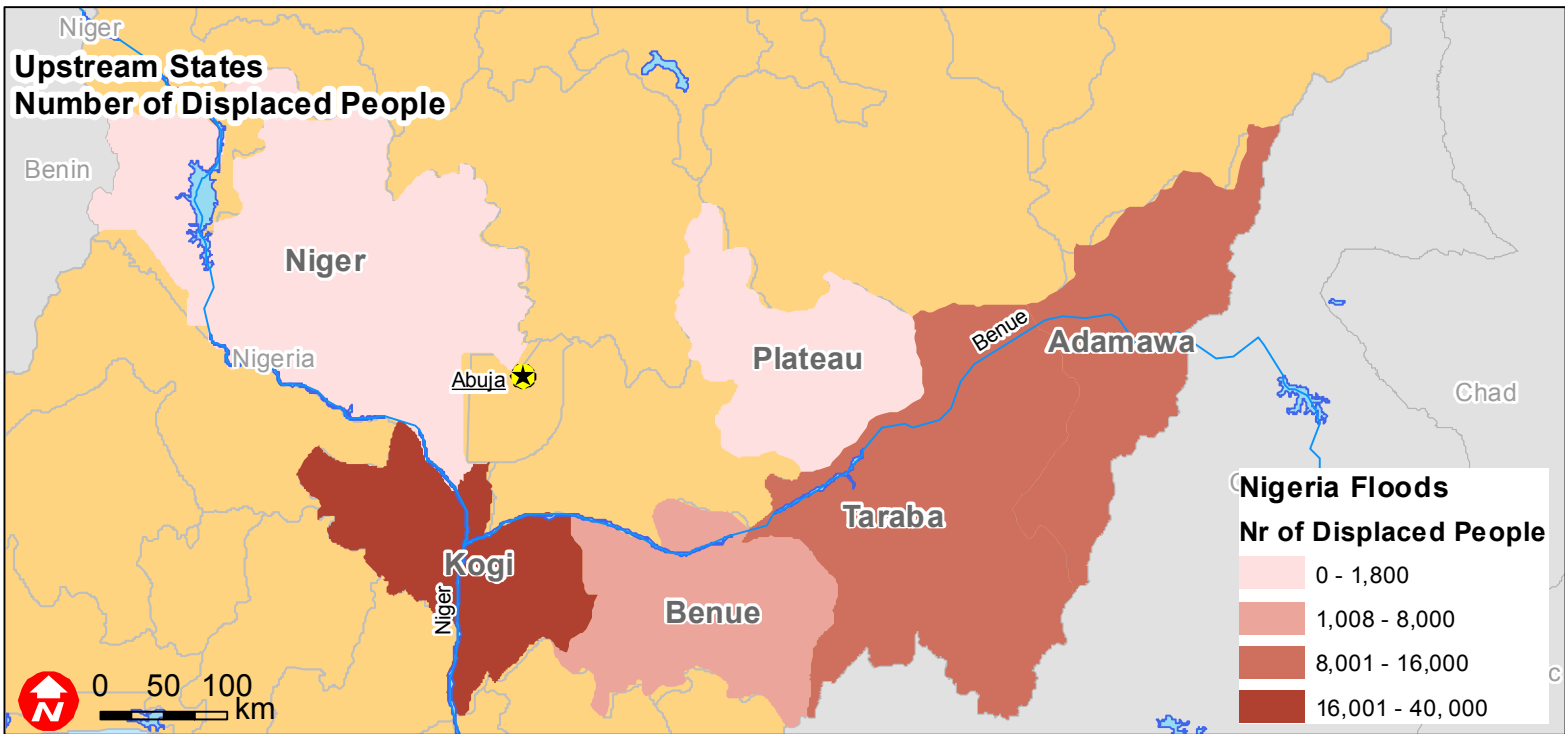 Niger
Upstream States
Number of Displaced People
Benin
Niger
Benue
Adamawa
Nigeria
Plateau
Abuja
Chad
Taraba
Kogi
Niger
Benue
Nigeria Floods
Nr of Displaced People
0 - 1,800
1,008 - 8,000
8,001 - 16,000
16,001 - 40, 000
N
0 50 100
km